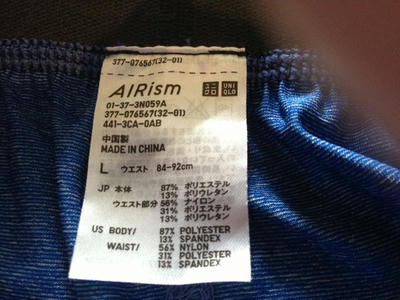 377-076567(32-01)
AIRism
ユニクロ UNIQLO
01-37-3N059A
377-076567(32-01)
441-3CA-0AB
中国製
MADE IN CHINA
L ウエスト 84-92cm
JP 本体 87% ポリエステル
13% ポリウレタン
ウエスト部分 56% ナイロン
31% ポリエステル
13% ポリウレタン
US BODY/ 87% POLYESTER
13% SPANDEX
WAIST/ 56% NYLON
31% POLYESTER
13% SPANDEX